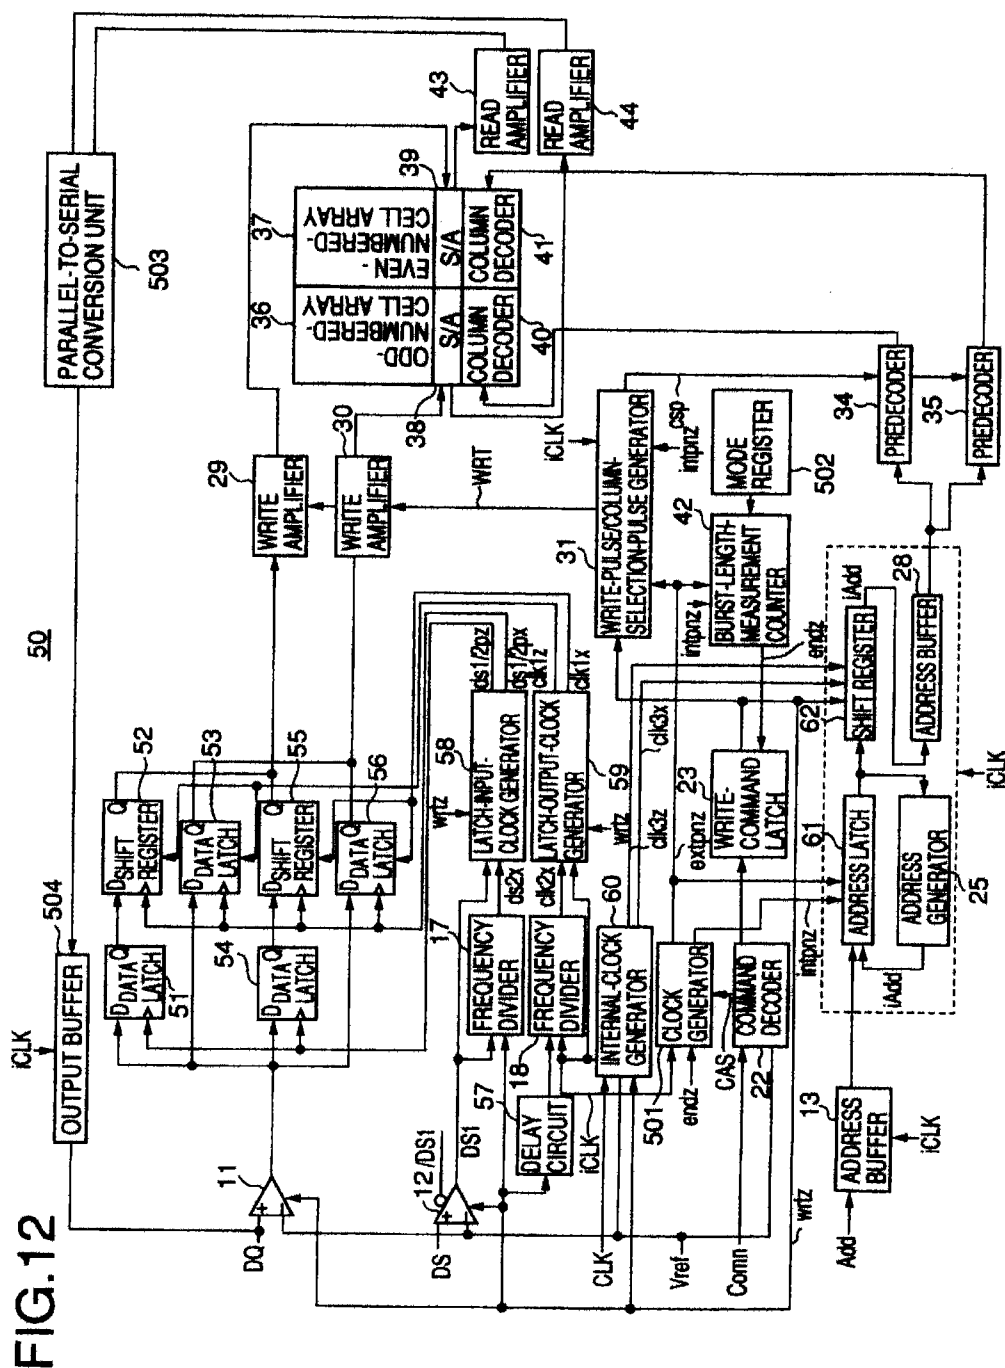 FIG.12
50
PARALLEL-TO-SERIAL
CONVERSION UNIT
503
iCLK
OUTPUT BUFFER
504
DQ
11
D
DATA
LATCH
Q
51
D
SHIFT
REGISTER
Q
52
D
DATA
LATCH
Q
53
D
DATA
LATCH
Q
54
D
SHIFT
REGISTER
Q
55
D
DATA
LATCH
Q
56
WRITE
AMPLIFIER
29
WRITE
AMPLIFIER
30
WRT
36
37
ODD-
NUMBERED
CELL ARRAY
EVEN-
NUMBERED
CELL ARRAY
38
S/A
S/A
39
COLUMN
DECODER
COLUMN
DECODER
40
41
READ
AMPLIFIER
43
READ
AMPLIFIER
44
DS
12
/DS1
DS1
57
DELAY
CIRCUIT
17
FREQUENCY
DIVIDER
ds2x
18
FREQUENCY
DIVIDER
clk2x
iCLK
wrtz
58
LATCH-INPUT-
CLOCK GENERATOR
ds1/2pz
ds1/2px
LATCH-OUTPUT-CLOCK
GENERATOR
59
clk1z
clk1x
wrtz
CLK
60
INTERNAL-CLOCK
GENERATOR
clk3z
clk3x
501
CLOCK
GENERATOR
endz
extpnz
CAS
Vref
Comn
COMMAND
DECODER
22
intpnz
23
WRITE-
COMMAND
LATCH
31
WRITE-PULSE/COLUMN-
SELECTION-PULSE GENERATOR
iCLK
intpnz
csp
intpnz
42
BURST-LENGTH-
MEASUREMENT
COUNTER
endz
MODE
REGISTER
502
34
PREDECODER
35
PREDECODER
wrtz
Add
13
ADDRESS
BUFFER
iCLK
61
ADDRESS LATCH
iAdd
ADDRESS
GENERATOR
25
62
SHIFT REGISTER
iAdd
28
ADDRESS BUFFER
iCLK